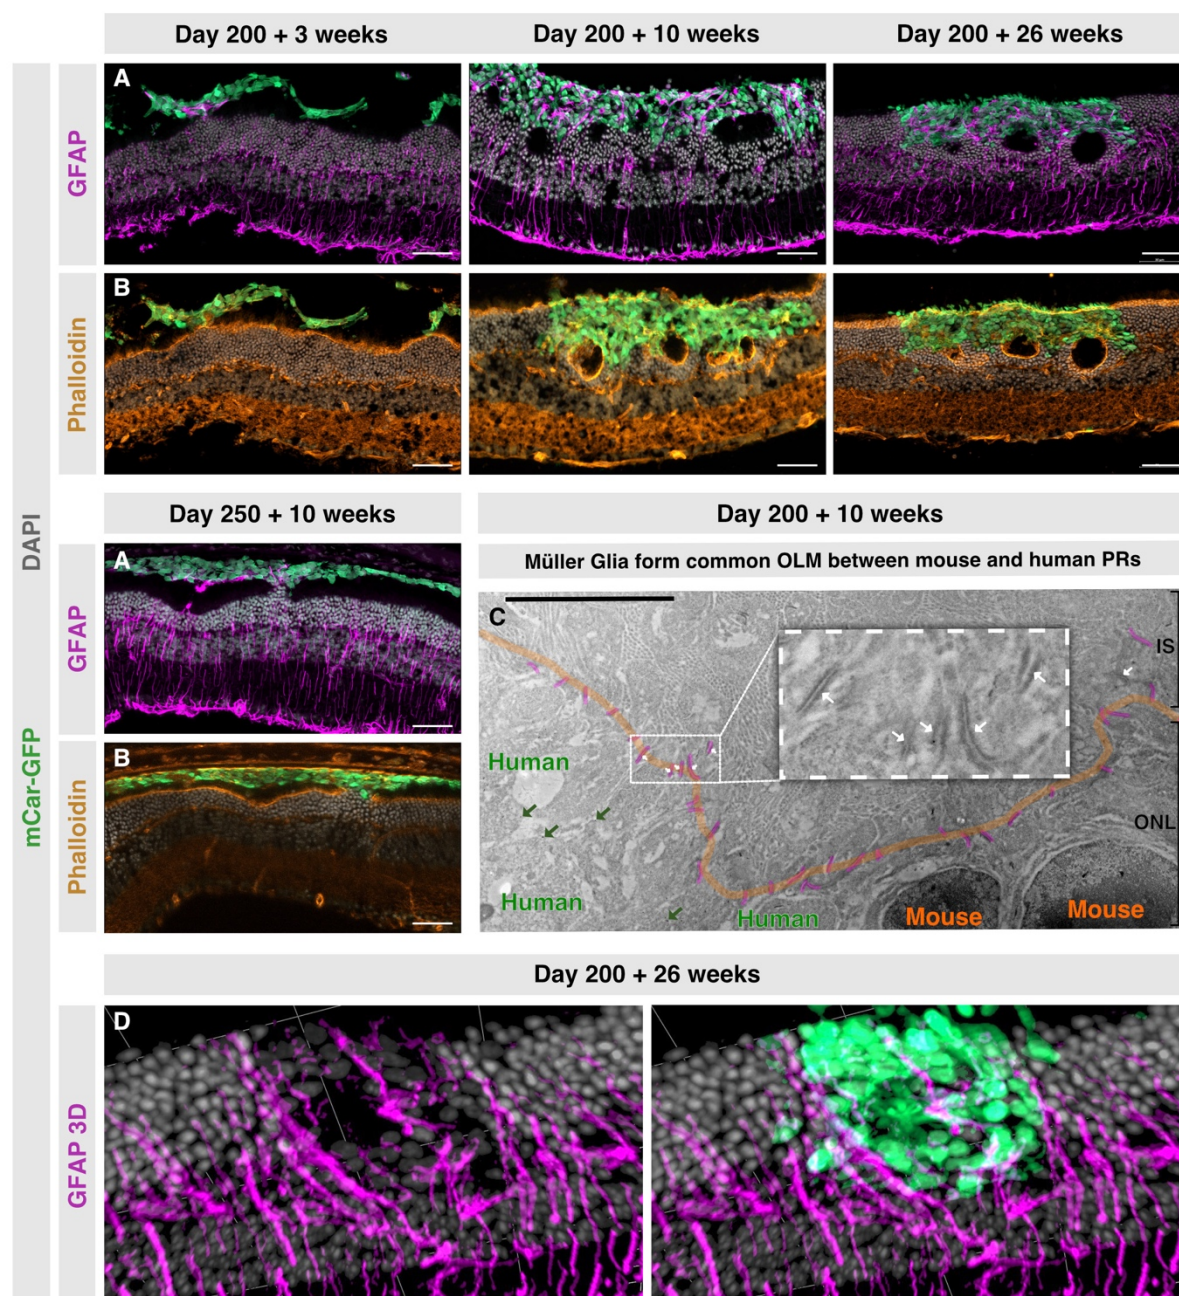 Day 200 + 3 weeks
Day 200 + 10 weeks
Day 200 + 26 weeks
mCar-GFP
DAPI
GFAP
A
Phalloidin
B
Day 250 + 10 weeks
Day 200 + 10 weeks
Müller Glia form common OLM between mouse and human PRs
GFAP
A
Phalloidin
B
C
IS
Human
ONL
Human
Human
Mouse
Mouse
Day 200 + 26 weeks
GFAP 3D
D